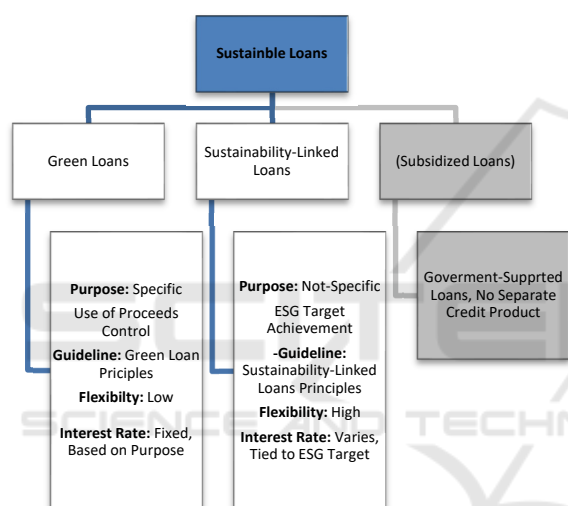 Sustainble Loans
Green Loans
Sustainability-Linked
Loans
(Subsidized Loans)
Purpose: Specific
Use of Proceeds
Control
Guideline: Green Loan
Priciples
Flexibilty: Low
Interest Rate: Fixed,
Based on Purpose
Purpose: Not-Specific
ESG Target
Achievement
-Guideline:
Sustainability-Linked
Loans Principles
Flexibility: High
Interest Rate: Varies,
Tied to ESG Target
Goverment-Supprted
Loans, No Separate
Credit Product